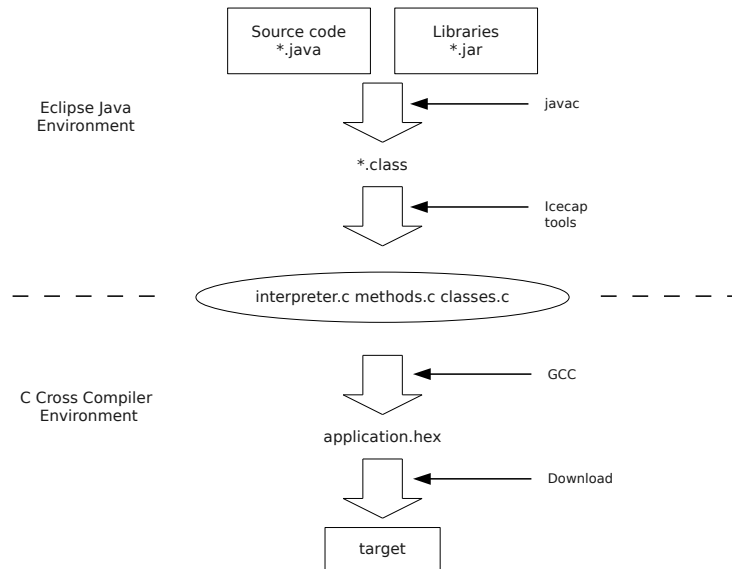 Source code
*.java
Libraries
*.jar
Eclipse Java
Environment
javac
*.class
Icecap
tools
interpreter.c methods.c classes.c
GCC
C Cross Compiler
Environment
application.hex
Download
target